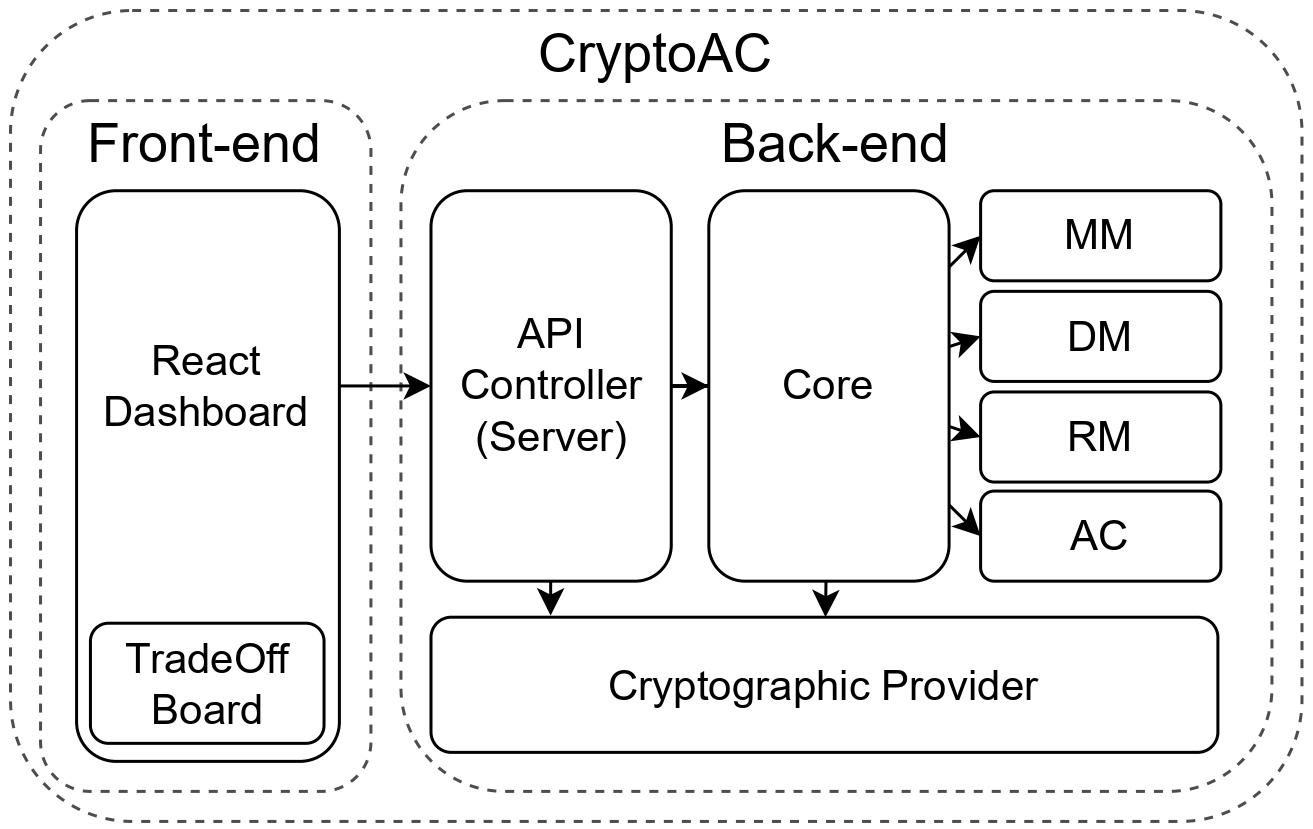 CryptoAC
Front-end
Back-end
React
Dashboard
TradeOff
Board
API
Controller
(Server)
Core
MM
DM
RM
AC
Cryptographic Provider